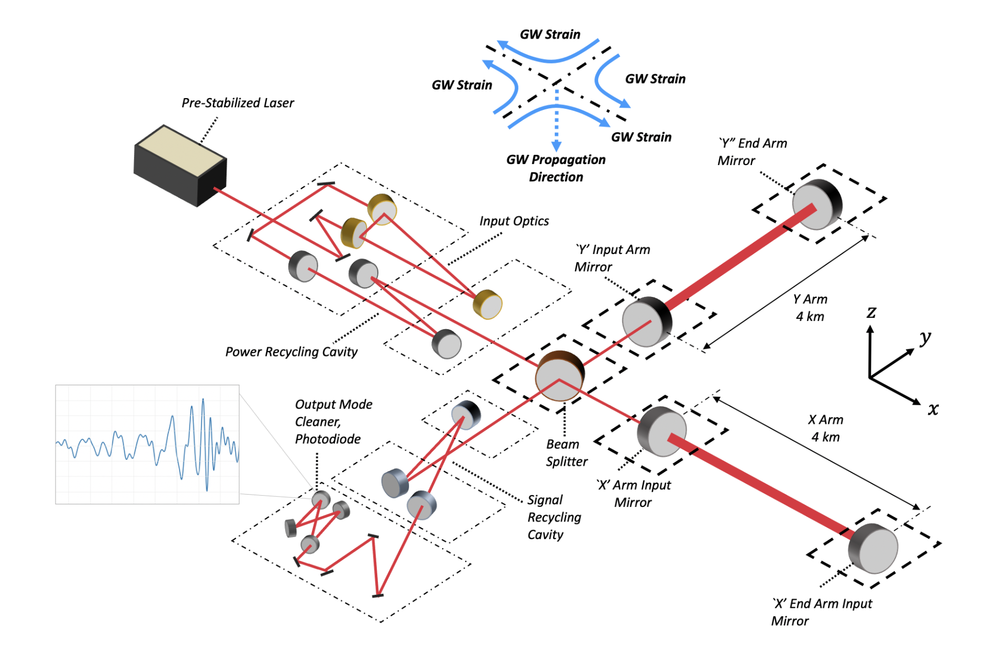 GW Strain
GW Strain
GW Strain
GW Strain
GW Propagation
Direction
Pre-Stabilized Laser
`Y” End Arm
Mirror
Input Optics
`Y’ Input Arm
Mirror
Y Arm
4 km
z
y
x
Power Recycling Cavity
Output Mode
Cleaner,
Photodiode
Beam
Splitter
X Arm
4 km
`X’ Arm Input
Mirror
Signal
Recycling
Cavity
`X’ End Arm Input
Mirror